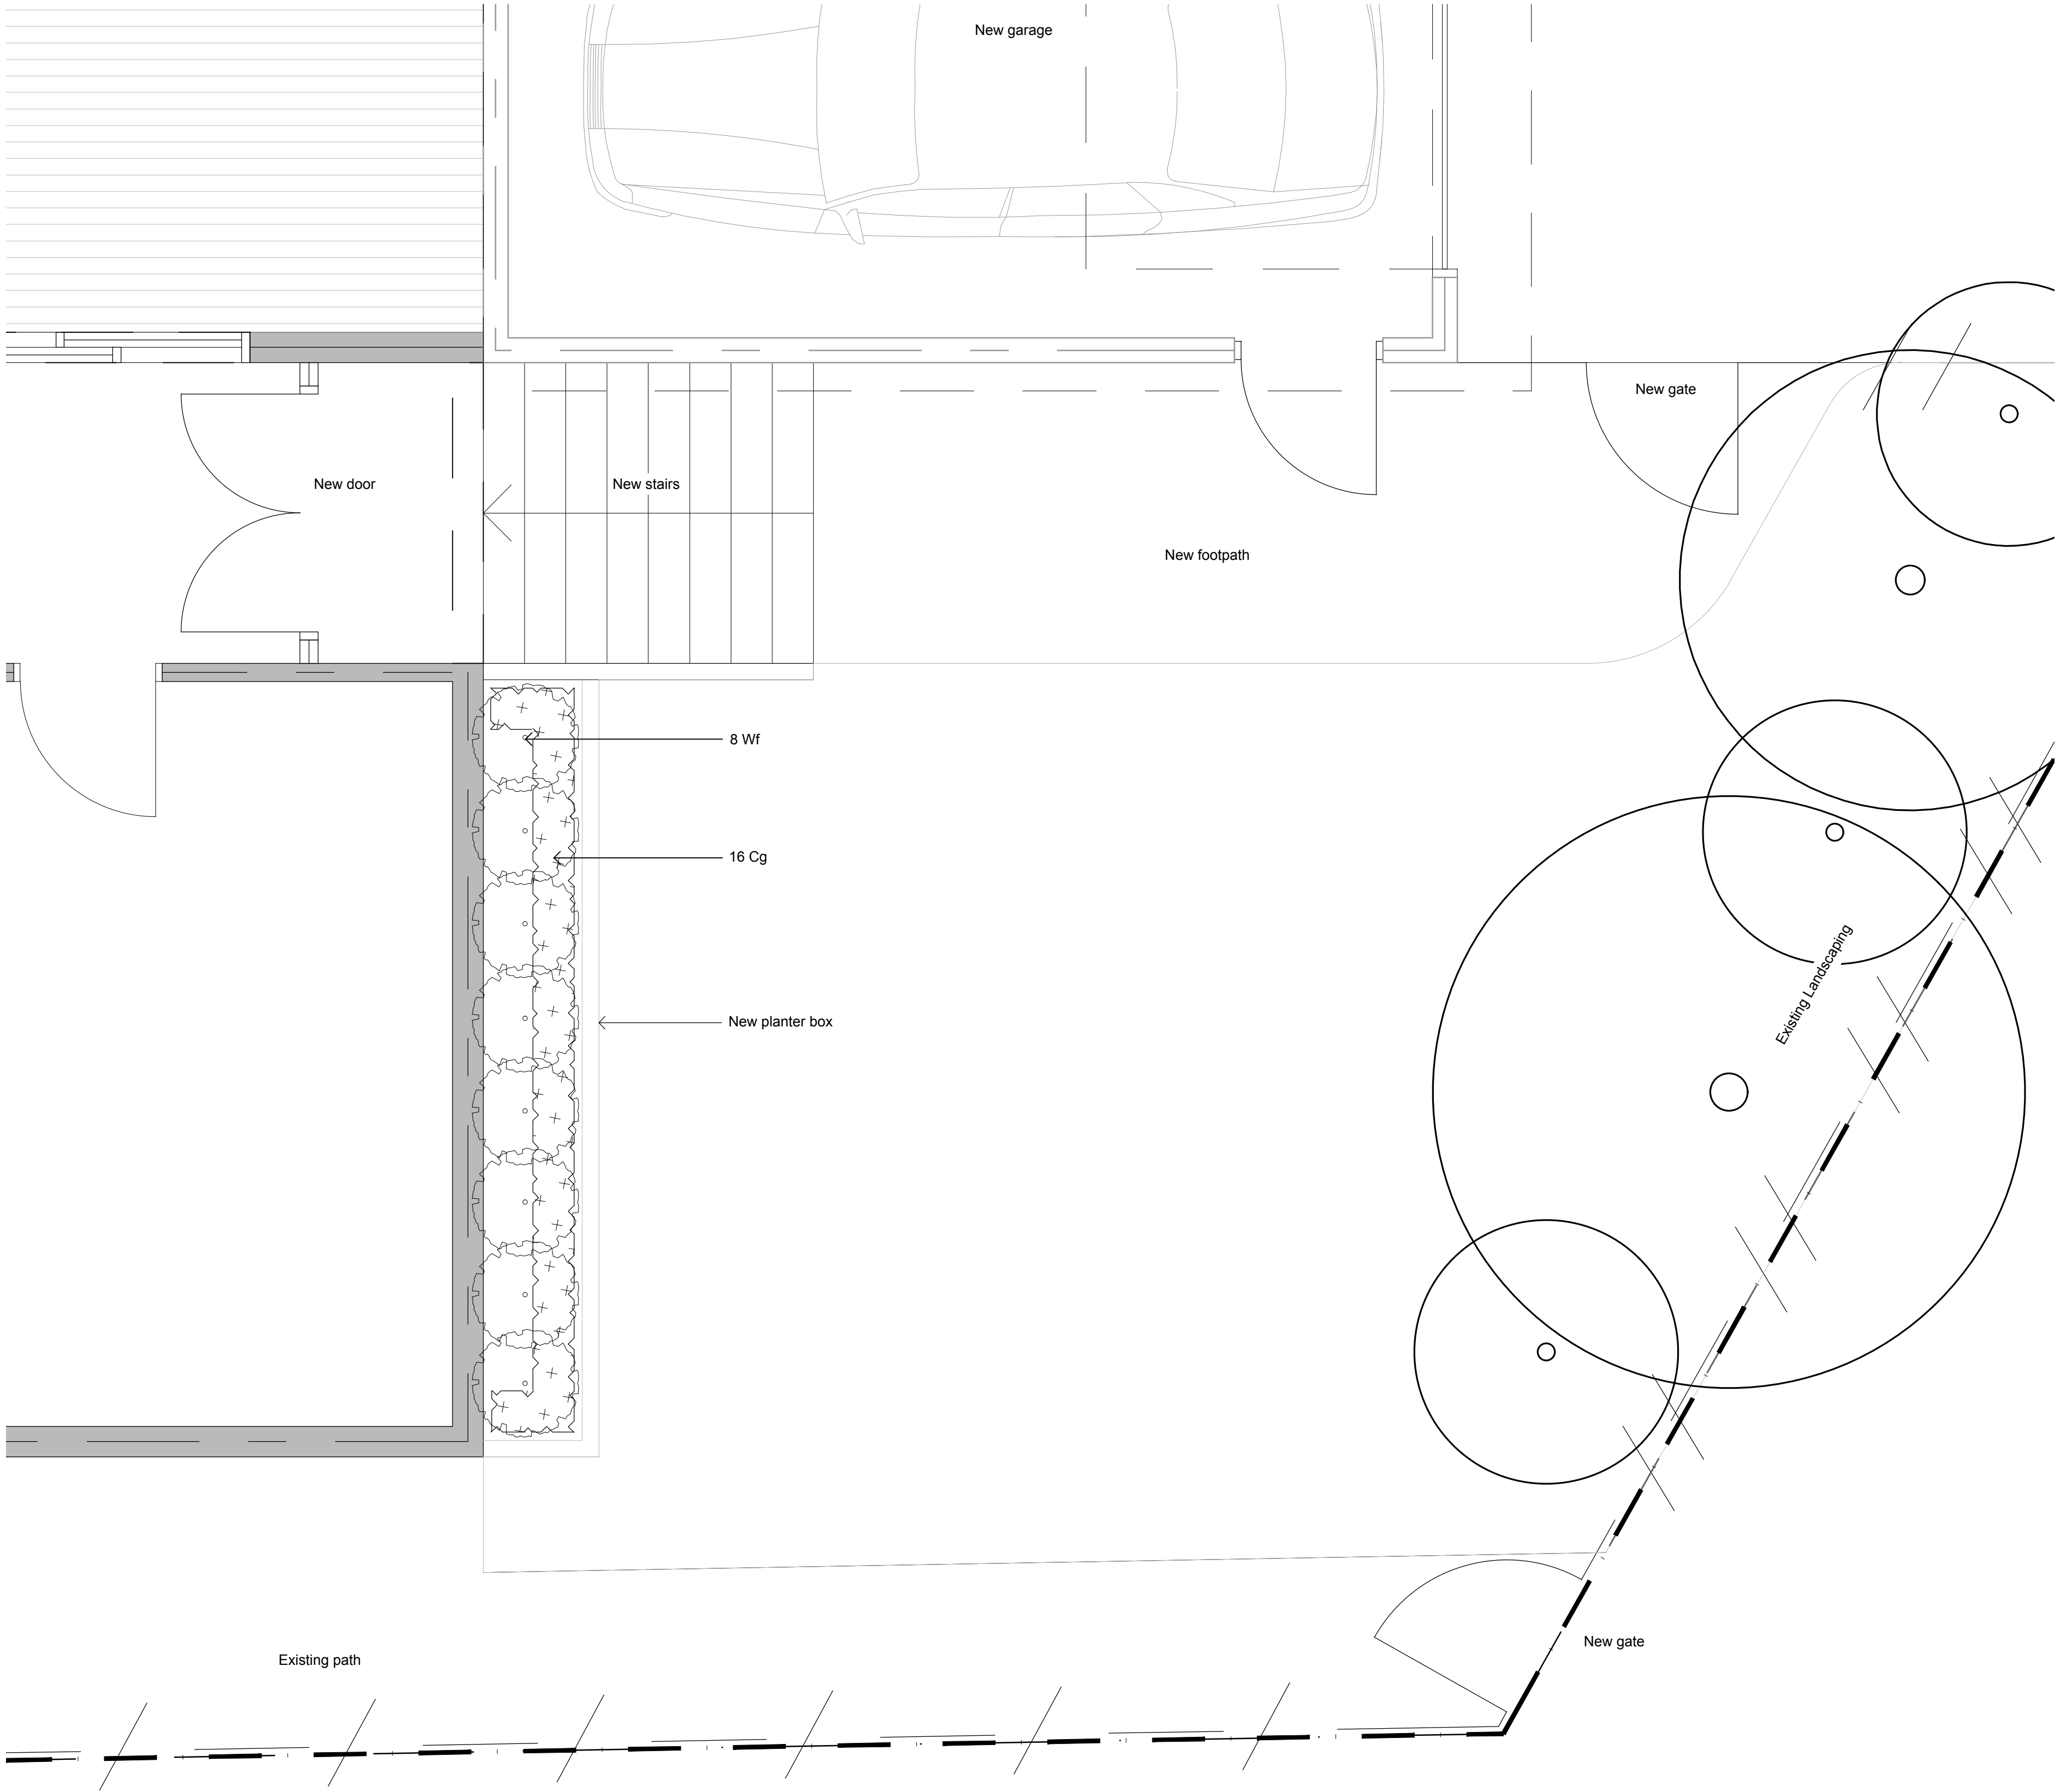 New garage
New gate
New door
New stairs
New footpath
8 Wf
16 Cg
Existing Landscaping
New planter box
New gate
Existing path